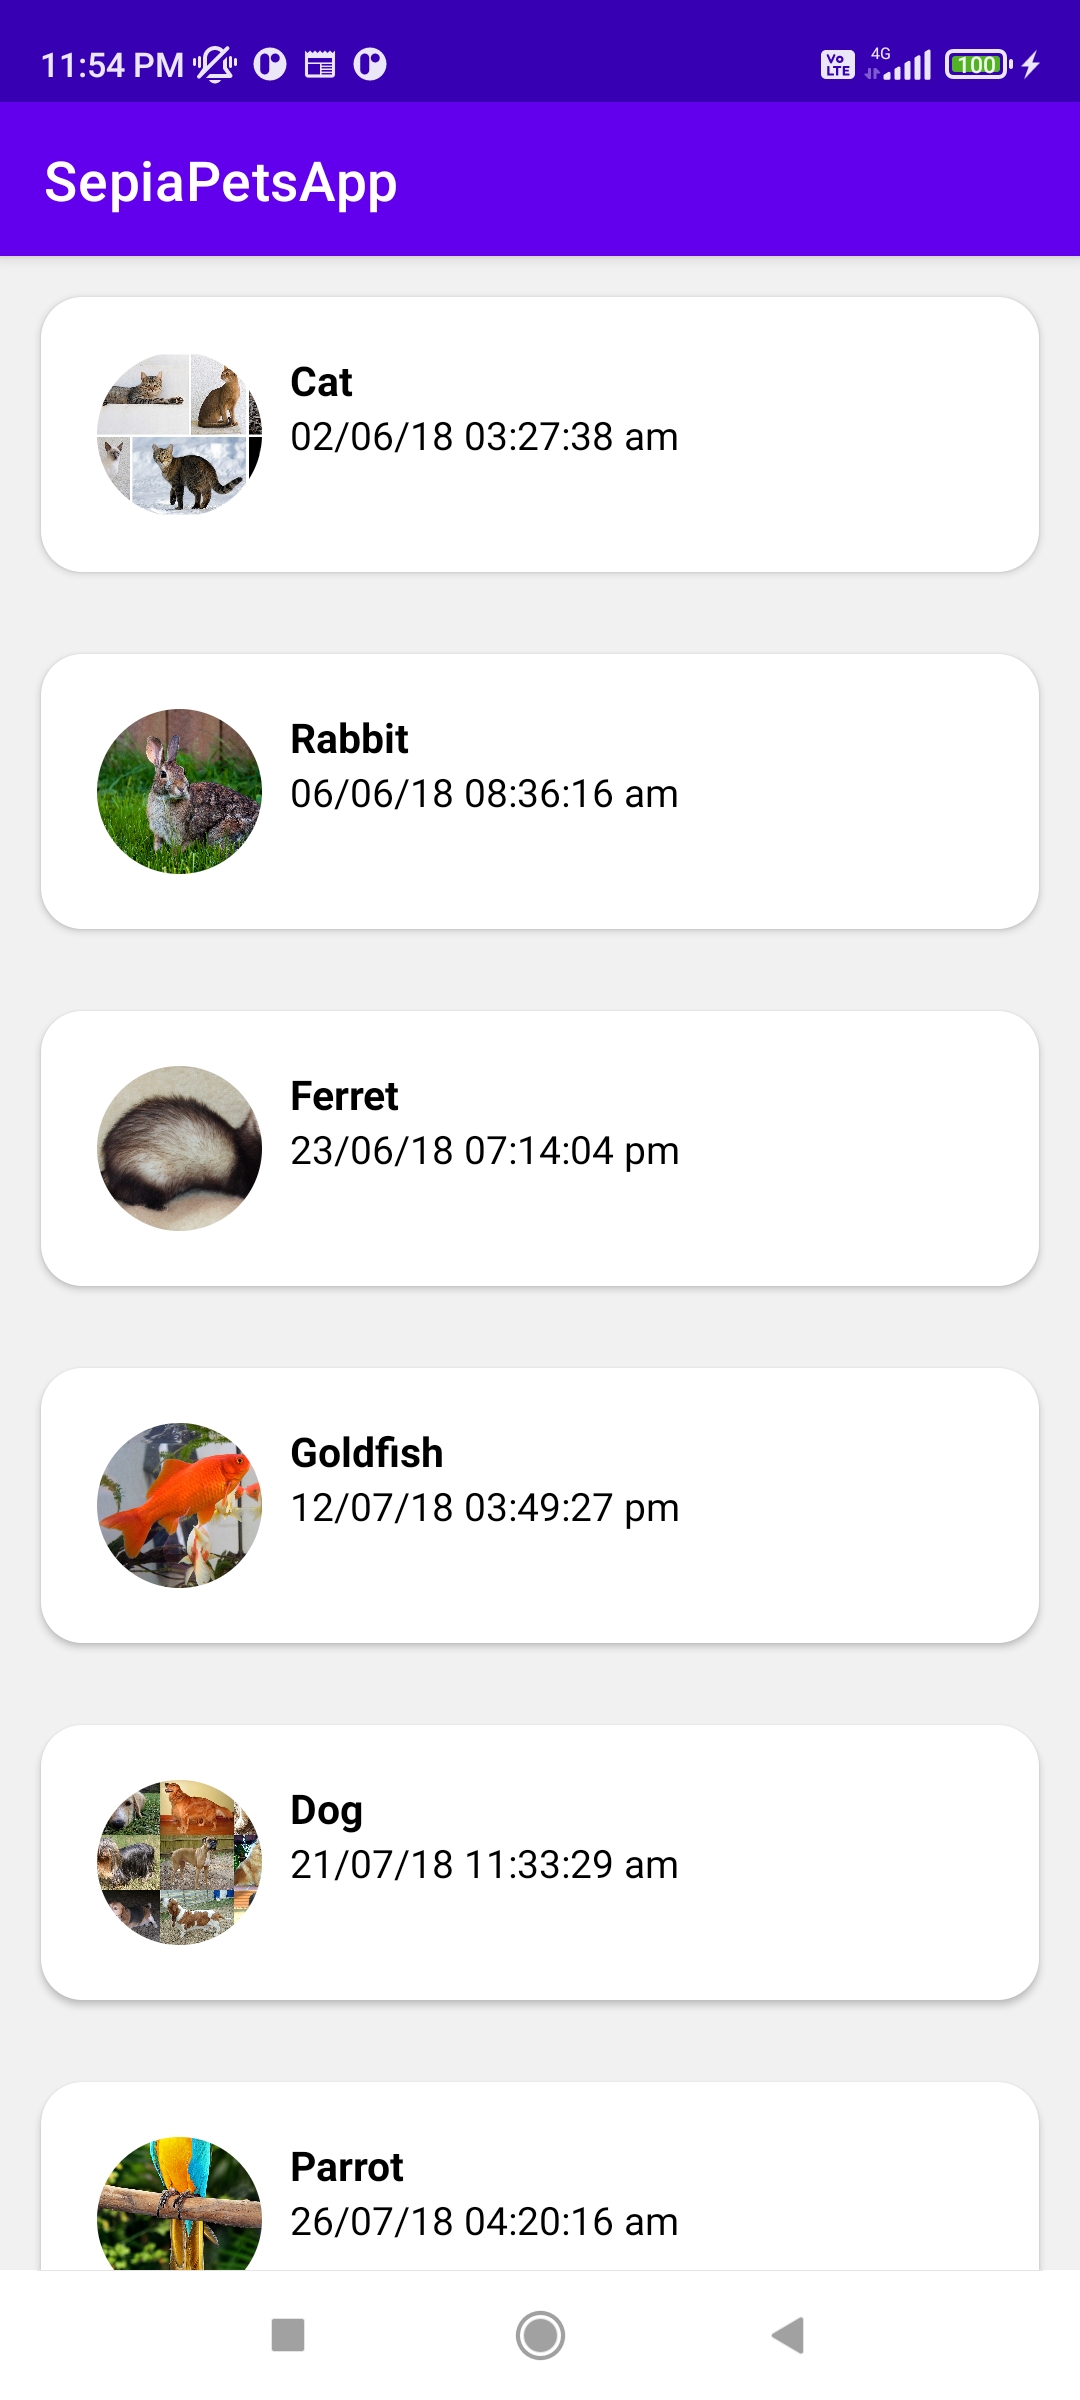 11:54 PM
Vo LTE 4G 100
SepiaPetsApp
Cat
02/06/18 03:27:38 am
Rabbit
06/06/18 08:36:16 am
Ferret
23/06/18 07:14:04 pm
Goldfish
12/07/18 03:49:27 pm
Dog
21/07/18 11:33:29 am
Parrot
26/07/18 04:20:16 am